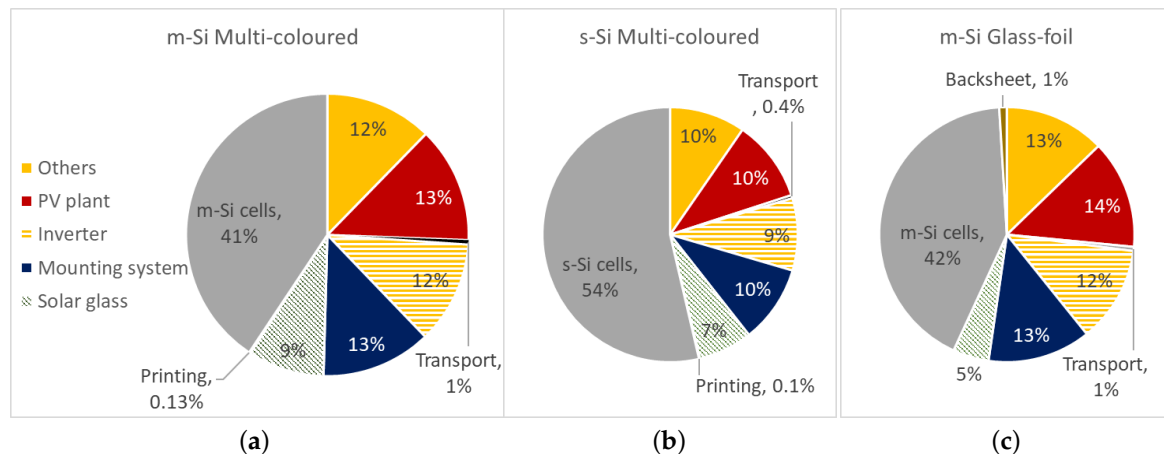 m-Si Multi-coloured
12%
13%
12%
13%
9%
m-Si cells,
41%
Transport,
1%
Printing,
0.13%
Others
PV plant
Inverter
Mounting system
Solar glass
(a)
s-Si Multi-coloured
Transport
, 0.4%
10%
10%
9%
10%
7%
s-Si cells,
54%
Printing, 0.1%
(b)
m-Si Glass-foil
Backsheet, 1%
13%
14%
12%
13%
5%
m-Si cells,
42%
Transport,
1%
(c)